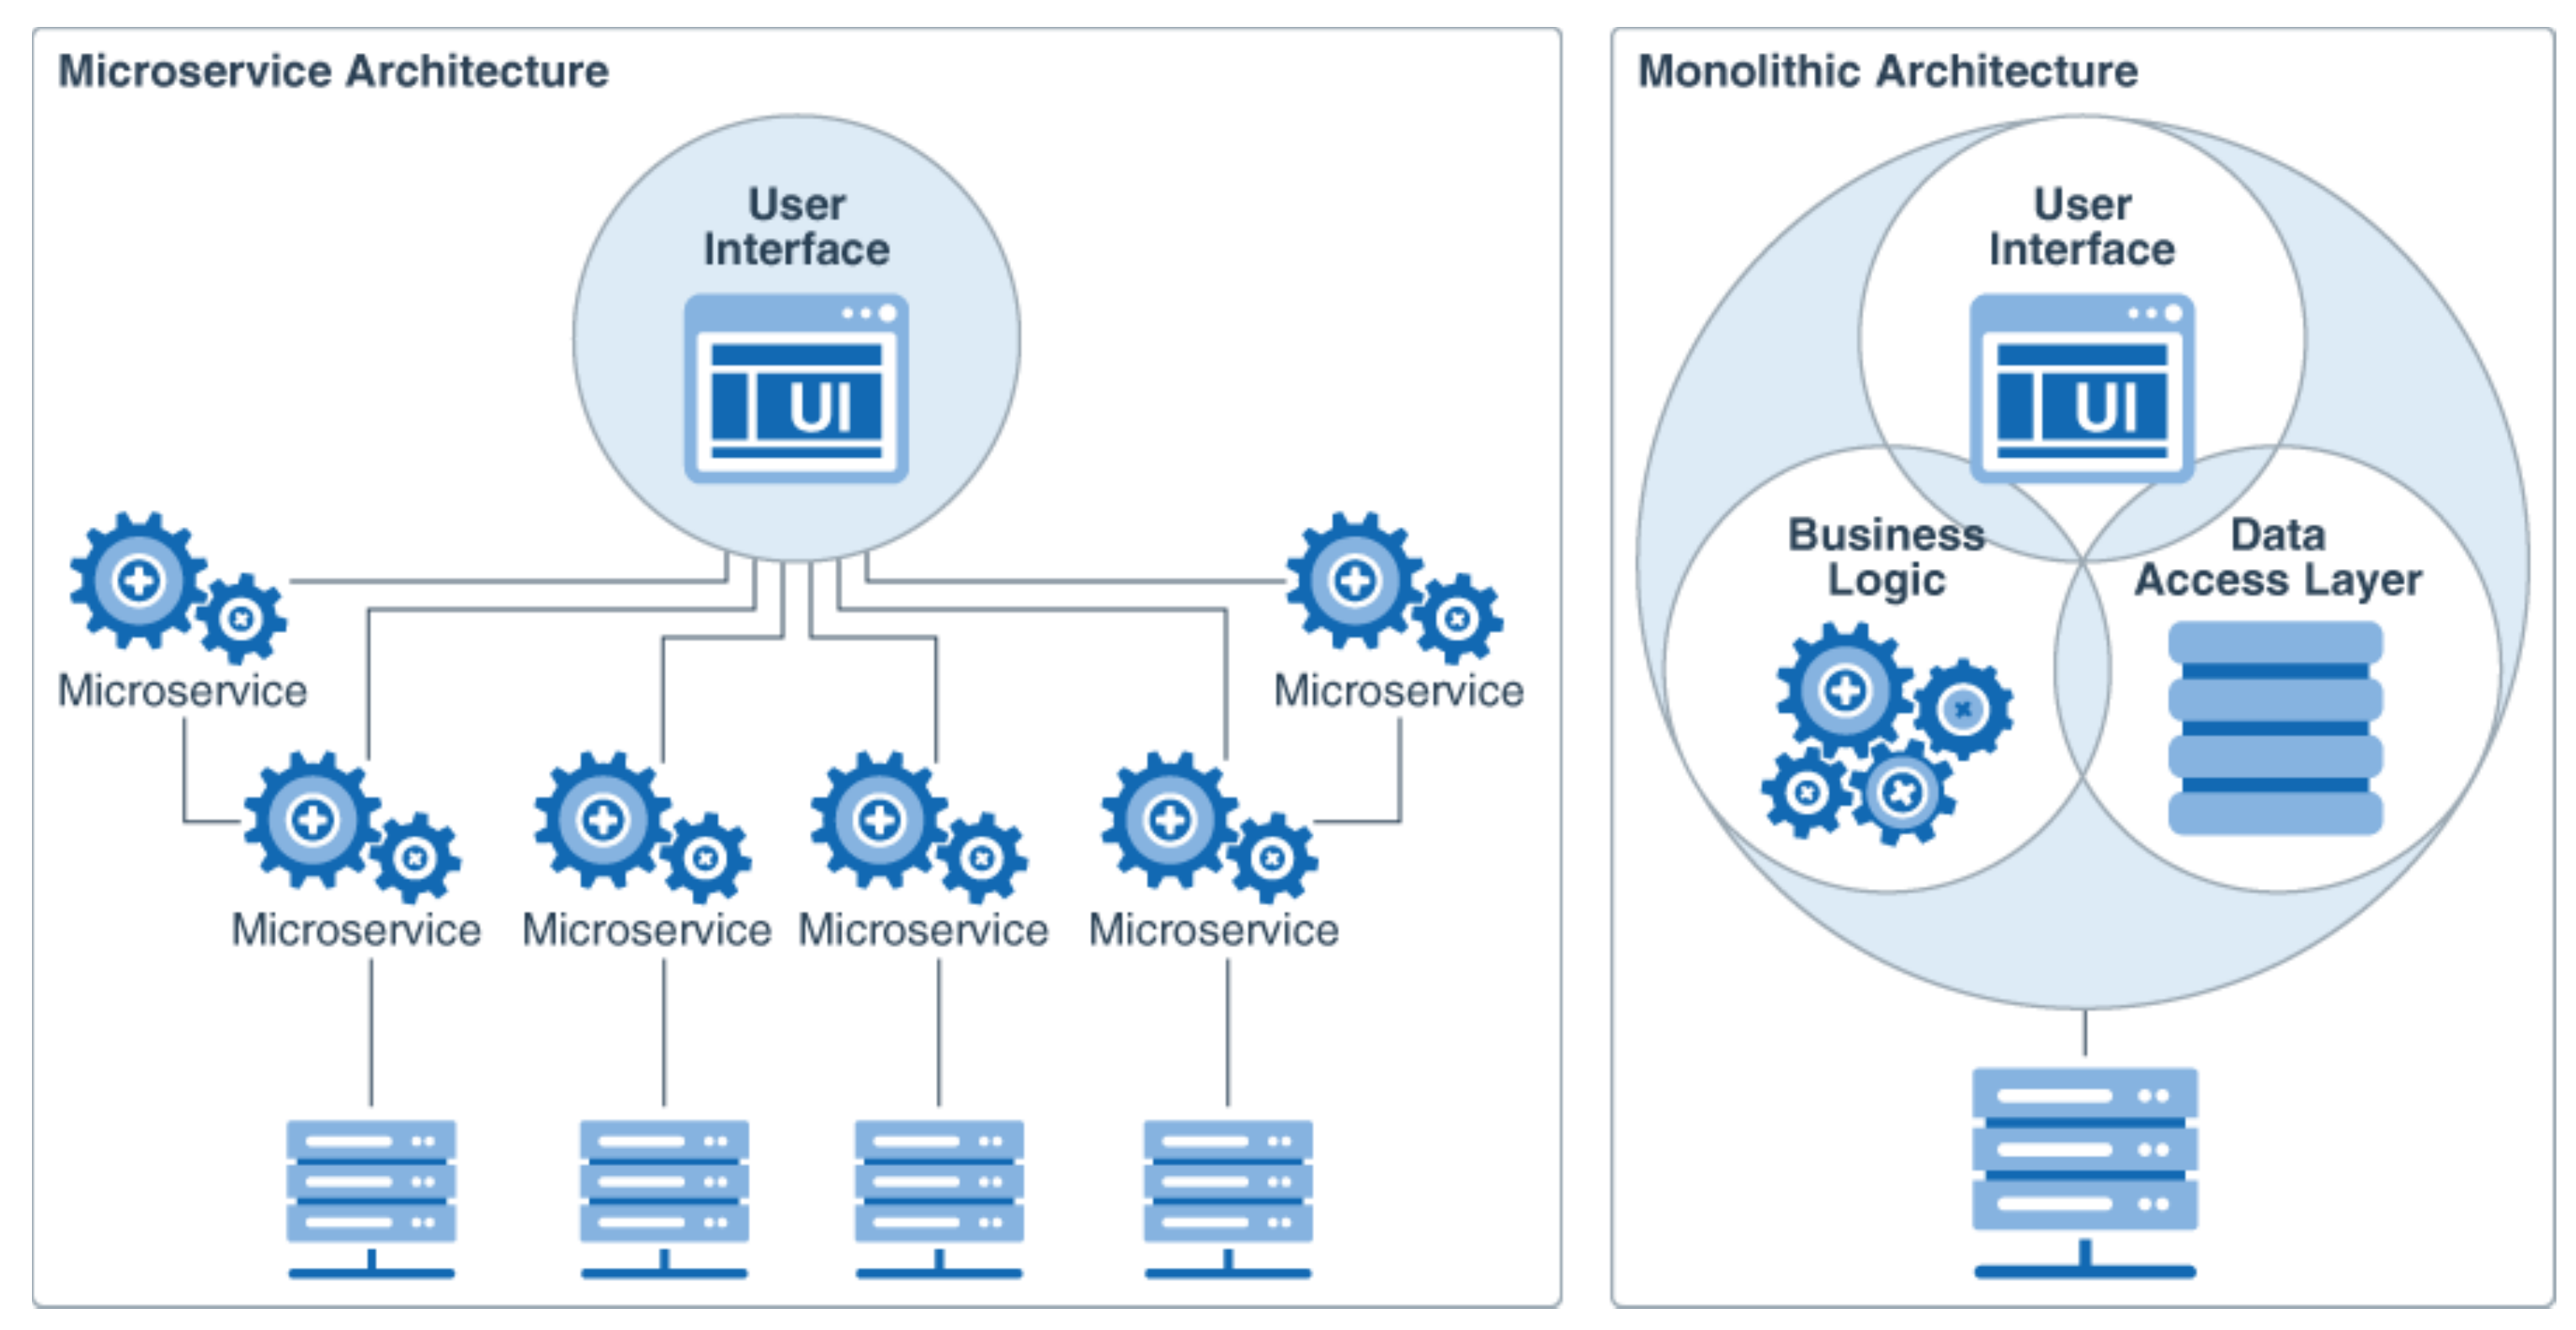 Microservice Architecture
User
Interface
UI
Microservice
Microservice
Microservice
Microservice
Microservice
Microservice
Monolithic Architecture
User
Interface
UI
Business
Logic
Data
Access Layer